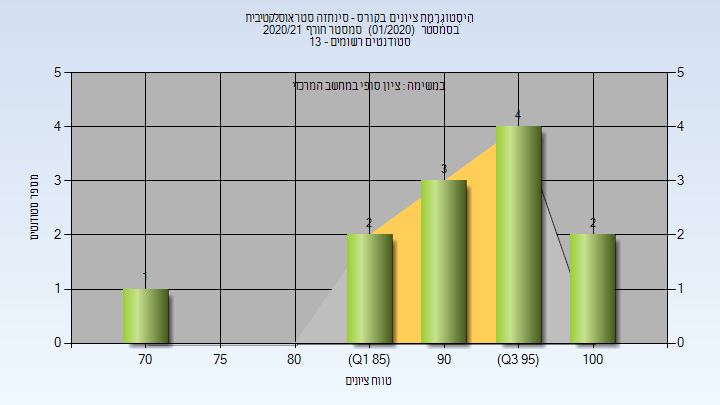 היסטוגרמת ציונים בקורס - סינתזה סטראוסלקטיבית
בסמסטר (01/2020) סמסטר חורף 2020/21
סטודנטים רשומים - 13
במשימה : ציון סופי במחשב המרכזי
5 5
4 4
3 3
2 2
1 1
0 0
1 2 3 4 2
מספר סטודנטים
70 75 80 (Q1 85) 90 (Q3 95) 100
טווח ציונים